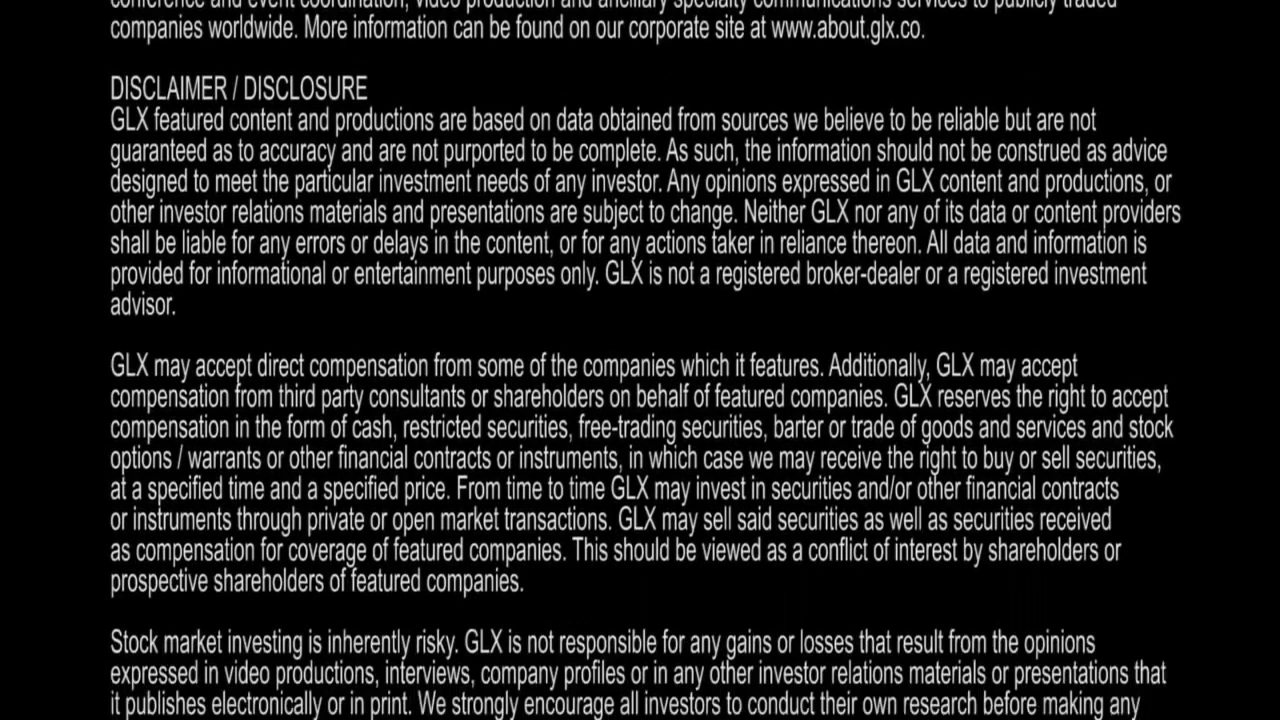 conference and event coordination, video production and ancillary specialty communications services to publicly traded
companies worldwide. More information can be found on our corporate site at www.about.glx.co.
DISCLAIMER / DISCLOSURE
GLX featured content and productions are based on data obtained from sources we believe to be reliable but are not
guaranteed as to accuracy and are not purported to be complete. As such, the information should not be construed as advice
designed to meet the particular investment needs of any investor. Any opinions expressed in GLX content and productions, or
other investor relations materials and presentations are subject to change. Neither GLX nor any of its data or content providers
shall be liable for any errors or delays in the content, or for any actions taker in reliance thereon. All data and information is
provided for informational or entertainment purposes only. GLX is not a registered broker-dealer or a registered investment
advisor.
GLX may accept direct compensation from some of the companies which it features. Additionally, GLX may accept
compensation from third party consultants or shareholders on behalf of featured companies. GLX reserves the right to accept
compensation in the form of cash, restricted securities, free-trading securities, barter or trade of goods and services and stock
options / warrants or other financial contracts or instruments, in which case we may receive the right to buy or sell securities,
at a specified time and a specified price. From time to time GLX may invest in securities and/or other financial contracts
or instruments through private or open market transactions. GLX may sell said securities as well as securities received
as compensation for coverage of featured companies. This should be viewed as a conflict of interest by shareholders or
prospective shareholders of featured companies.
Stock market investing is inherently risky. GLX is not responsible for any gains or losses that result from the opinions
expressed in video productions, interviews, company profiles or in any other investor relations materials or presentations that
it publishes electronically or in print. We strongly encourage all investors to conduct their own research before making any